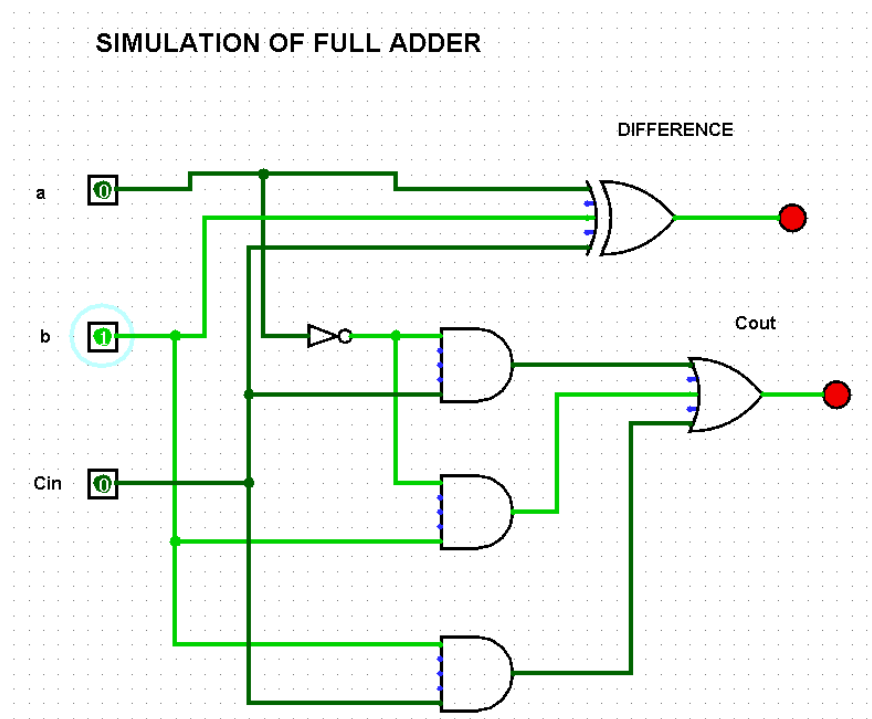 SIMULATION OF FULL ADDER
DIFFERENCE
a 0
b 1
Cout
Cin 0